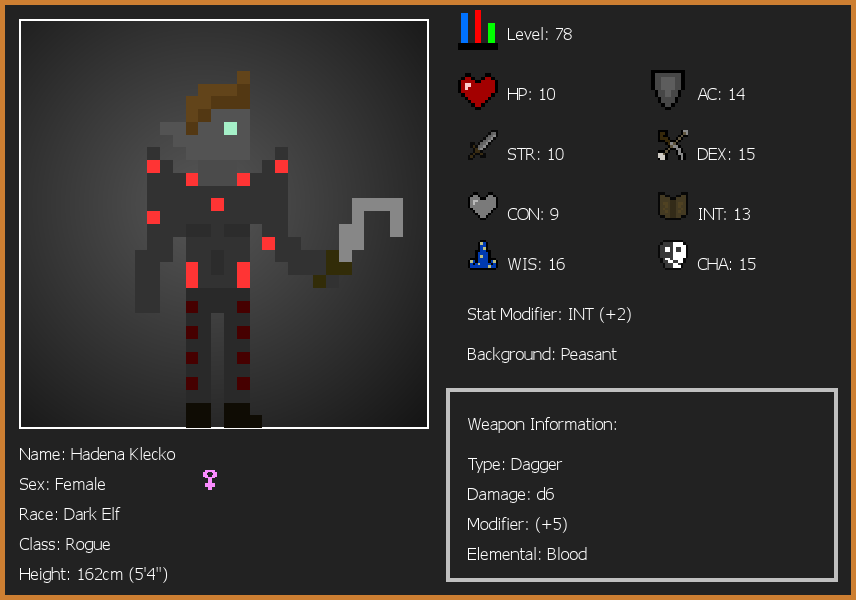 Level: 78
HP: 10
AC: 14
STR: 10
DEX: 15
CON: 9
INT: 13
WIS: 16
CHA: 15
Stat Modifier: INT (+2)
Background: Peasant
Weapon Information:
Type: Dagger
Damage: d6
Modifier: (+5)
Elemental: Blood
Name: Hadena Klecko
Sex: Female
Race: Dark Elf
Class: Rogue
Height: 162cm (5'4")